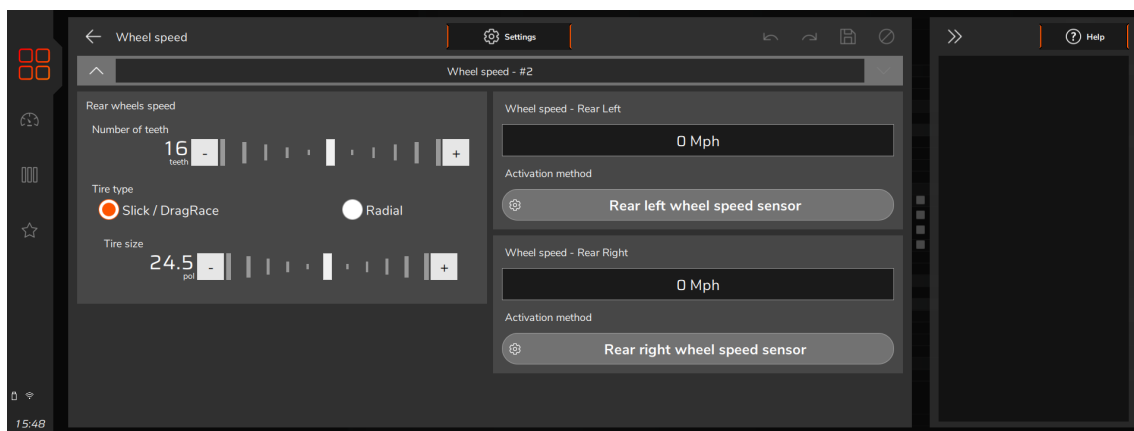 Wheel speed
Settings
Help
Wheel speed - #2
Rear wheels speed
Number of teeth
16
teeth
- +
Tire type
Slick / DragRace
Radial
Tire size
24.5
pol
- +
Wheel speed - Rear Left
0 Mph
Activation method
Rear left wheel speed sensor
Wheel speed - Rear Right
0 Mph
Activation method
Rear right wheel speed sensor
15:48